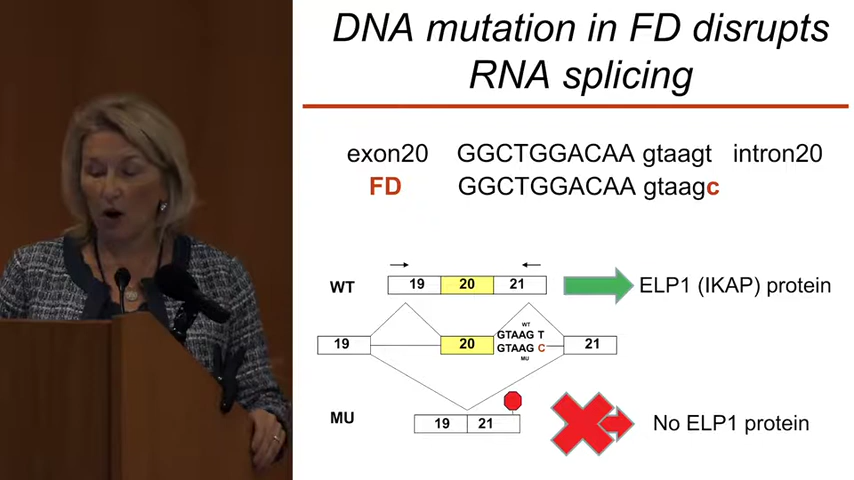 DNA mutation in FD disrupts
RNA splicing
exon20 GGCTGGACAA gtaagt intron20
FD GGCTGGACAA gtaagc
WT 19 20 21 ELP1 (IKAP) protein
WT
19 20 GTAAG T 21
GTAAG C
MU
MU 19 21 No ELP1 protein